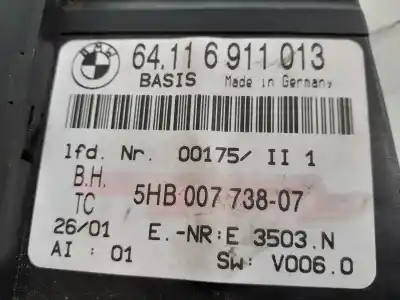 BMW
64.11 6 911 013
BASIS Made in Germany
lfd. Nr. 00175/ II 1
B.H.
TC 5HB 007 738-07
26/01 E.-NR:E 3503.N
AI : 01 SW: V006.0